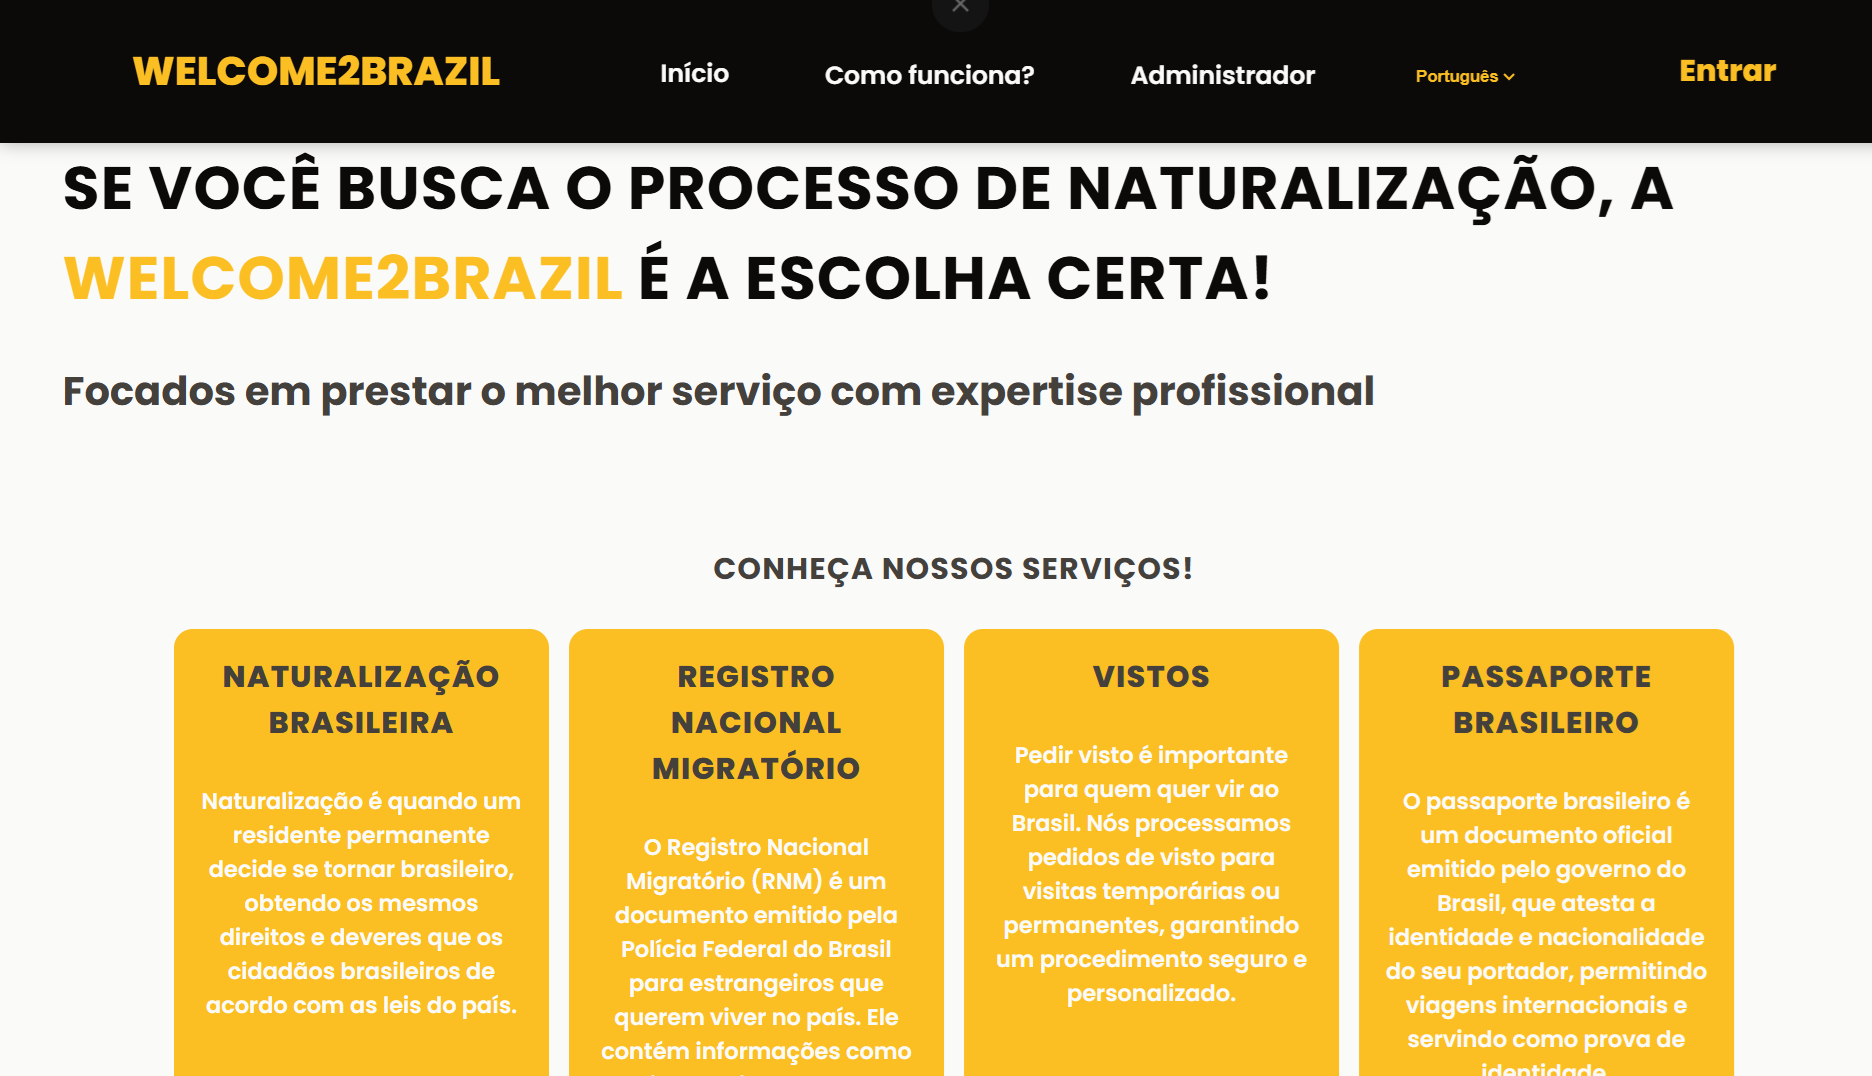 WELCOME2BRAZIL
Início
Como funciona?
Administrador
Português
Entrar
SE VOCÊ BUSCA O PROCESSO DE NATURALIZAÇÃO, A
WELCOME2BRAZIL É A ESCOLHA CERTA!
Focados em prestar o melhor serviço com expertise profissional
CONHEÇA NOSSOS SERVIÇOS!
NATURALIZAÇÃO
BRASILEIRA
Naturalização é quando um
residente permanente
decide se tornar brasileiro,
obtendo os mesmos
direitos e deveres que os
cidadãos brasileiros de
acordo com as leis do país.
REGISTRO
NACIONAL
MIGRATÓRIO
O Registro Nacional
Migratório (RNM) é um
documento emitido pela
Polícia Federal do Brasil
para estrangeiros que
querem viver no país. Ele
contém informações como
VISTOS
Pedir visto é importante
para quem quer vir ao
Brasil. Nós processamos
pedidos de visto para
visitas temporárias ou
permanentes, garantindo
um procedimento seguro e
personalizado.
PASSAPORTE
BRASILEIRO
O passaporte brasileiro é
um documento oficial
emitido pelo governo do
Brasil, que atesta a
identidade e nacionalidade
do seu portador, permitindo
viagens internacionais e
servindo como prova de
identidade